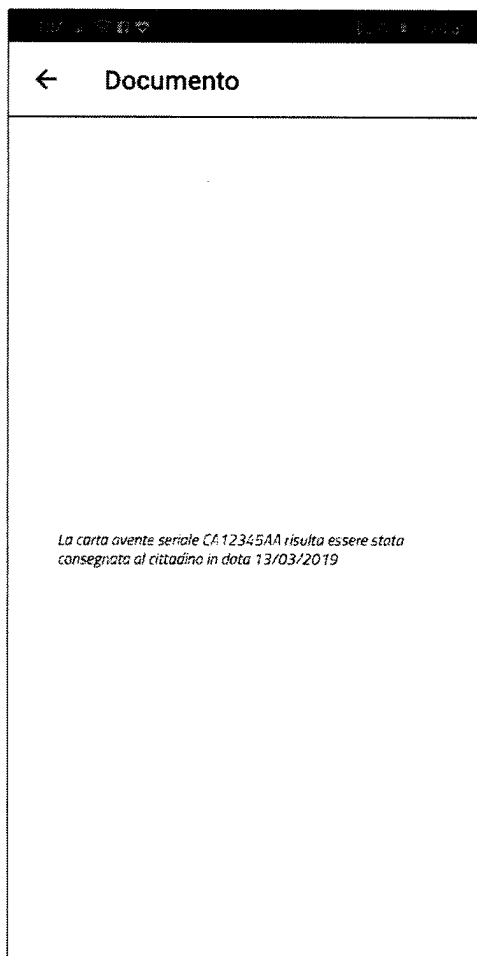 Documento
La carta avente seriale CA12345AA risulta essere stata
consegnata al cittadino in data 13/03/2019